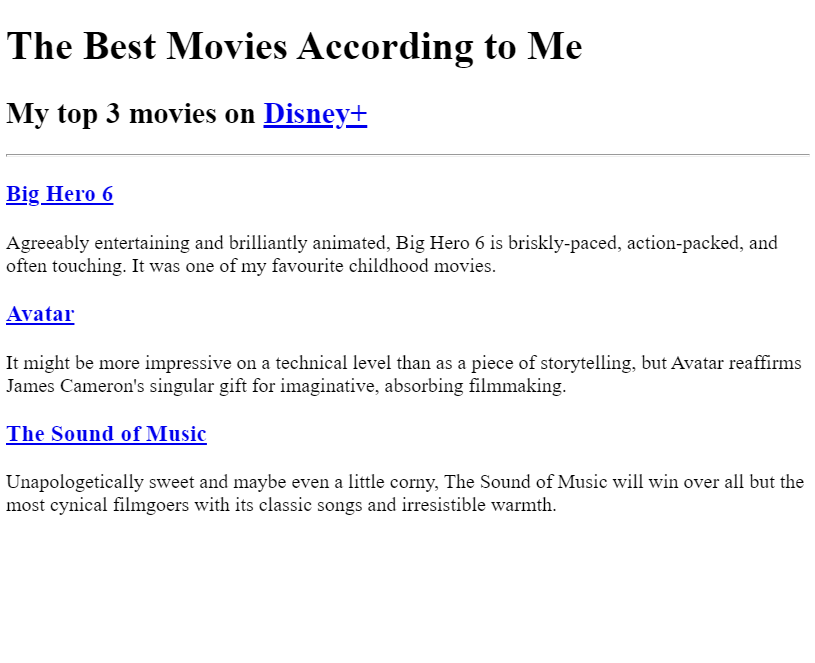 The Best Movies According to Me
My top 3 movies on Disney+
Big Hero 6
Agreeably entertaining and brilliantly animated, Big Hero 6 is briskly-paced, action-packed, and
often touching. It was one of my favourite childhood movies.
Avatar
It might be more impressive on a technical level than as a piece of storytelling, but Avatar reaffirms
James Cameron's singular gift for imaginative, absorbing filmmaking.
The Sound of Music
Unapologetically sweet and maybe even a little corny, The Sound of Music will win over all but the
most cynical filmgoers with its classic songs and irresistible warmth.